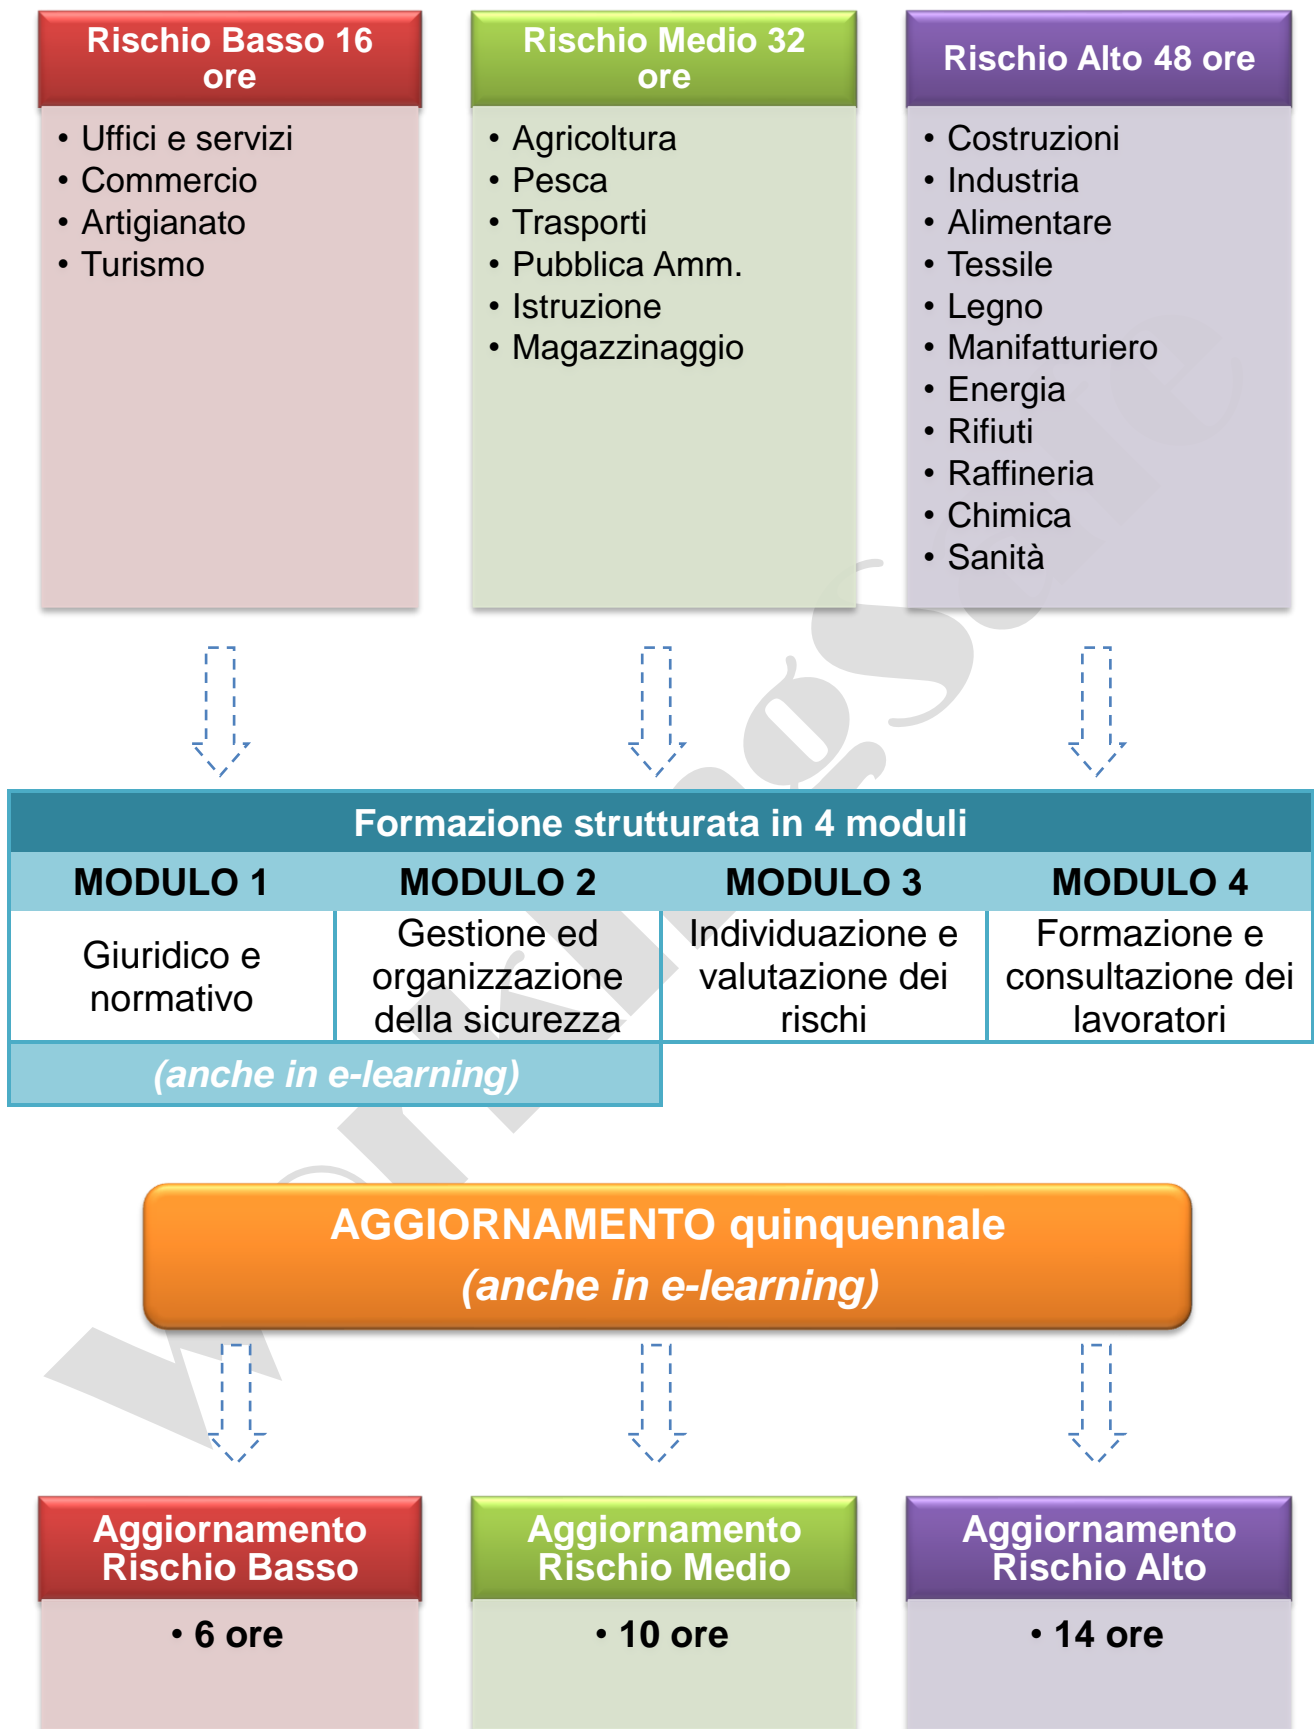 Rischio Basso 16
ore
• Uffici e servizi
• Commercio
• Artigianato
• Turismo
Rischio Medio 32
ore
• Agricoltura
• Pesca
• Trasporti
• Pubblica Amm.
• Istruzione
• Magazzinaggio
Rischio Alto 48 ore
• Costruzioni
• Industria
• Alimentare
• Tessile
• Legno
• Manifatturiero
• Energia
• Rifiuti
• Raffineria
• Chimica
• Sanità
Formazione strutturata in 4 moduli
MODULO 1
MODULO 2
MODULO 3
MODULO 4
Giuridico e
normativo
Gestione ed
organizzazione
della sicurezza
Individuazione e
valutazione dei
rischi
Formazione e
consultazione dei
lavoratori
(anche in e-learning)
AGGIORNAMENTO quinquennale
(anche in e-learning)
Aggiornamento
Rischio Basso
• 6 ore
Aggiornamento
Rischio Medio
• 10 ore
Aggiornamento
Rischio Alto
• 14 ore
WorkingSafe